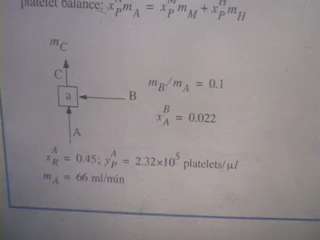 platelet balance: x_P^A m_A = x_P^M m_M + x_P^H m_H
m_C
C
a
B
m_B/m_A = 0.1
x_A^B = 0.022
A
x_R^A = 0.45; y_P^A = 2.32×10^5 platelets/μl
m_A = 66 ml/min